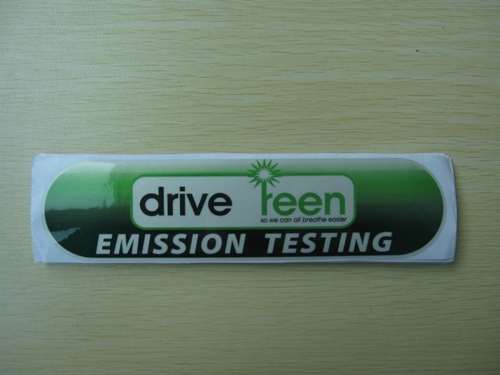 drive reen
so we can all breathe easier
EMISSION TESTING